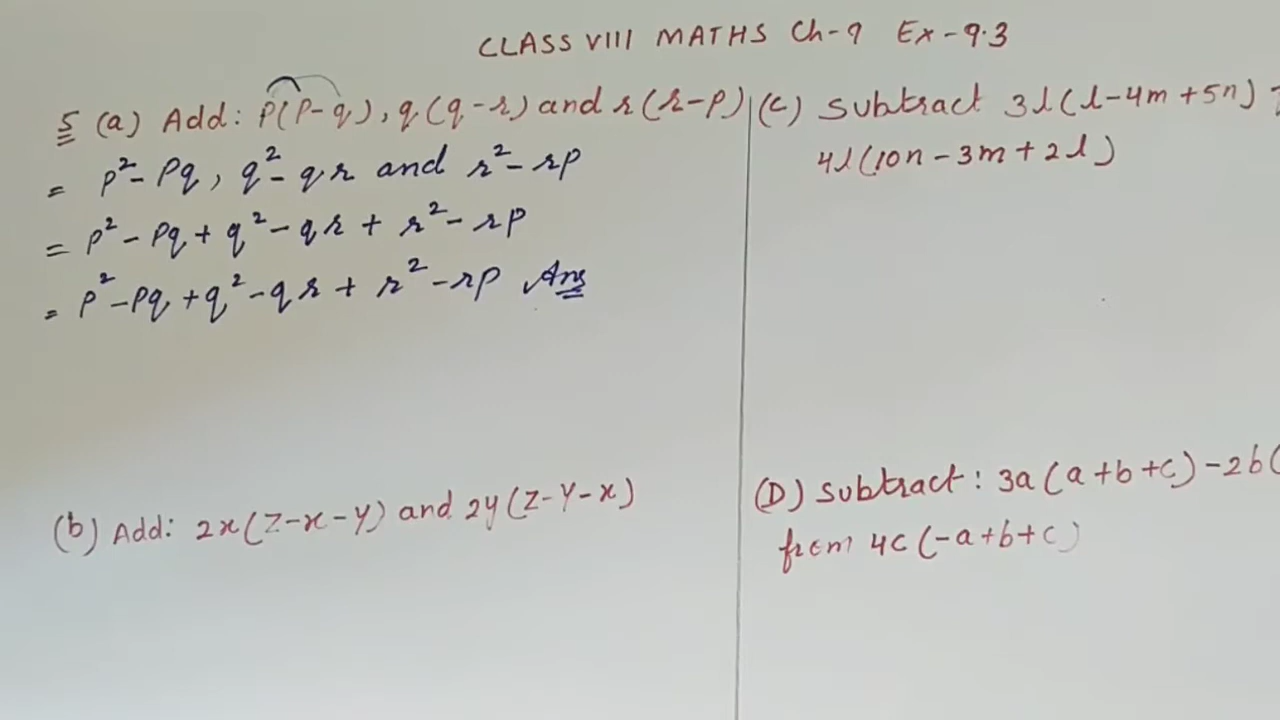 CLASS VIII MATHS Ch-9 Ex-9.3
5 (a) Add: P(P-q), q(q-r) and r(r-p)
= p²-Pq, q²-qr and r²-rp
= p²-Pq+q²-qr+r²-rp
= p²-Pq+q²-qr+r²-rp Ans
(b) Add: 2x(z-x-y) and 2y(z-y-x)
(C) Subtract 3l(l-4m+5n)
4l(10n-3m+2l)
(D) Subtract: 3a(a+b+c)-2b(
from 4c(-a+b+c)